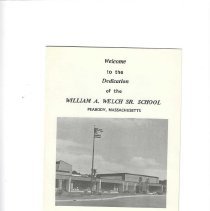 Welcome
to the
Dedication
of the
WILLIAM A. WELCH SR. SCHOOL
PEABODY, MASSACHUSETTS